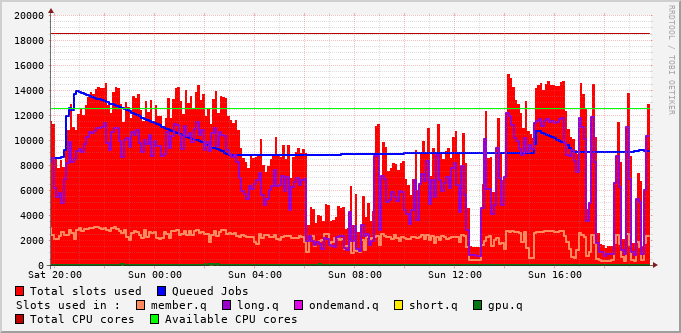 20000
18000
16000
14000
12000
10000
8000
6000
4000
2000
0
Sat 20:00 Sun 00:00 Sun 04:00 Sun 08:00 Sun 12:00 Sun 16:00
RRDTOOL / TOBI OETIKER
Total slots used Queued Jobs
Slots used in : member.q long.q ondemand.q short.q gpu.q
Total CPU cores Available CPU cores